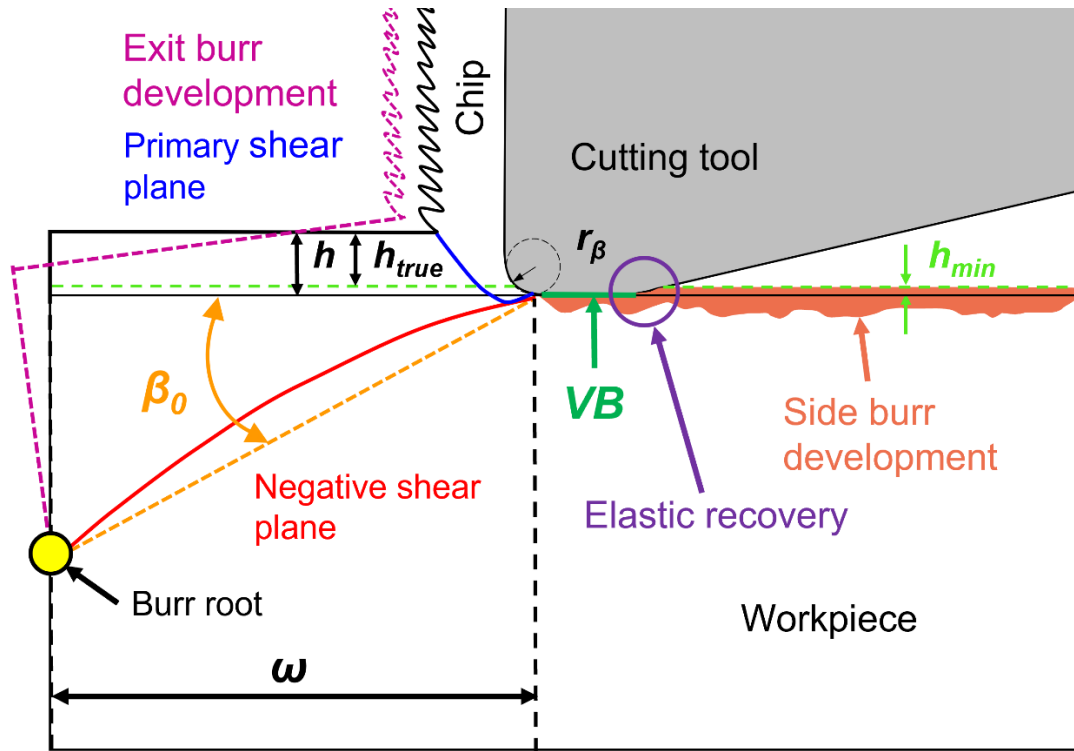 Exit burr
development
Primary shear
plane
Chip
Cutting tool
h
h_true
r_β
h_min
β_0
VB
Side burr
development
Negative shear
plane
Elastic recovery
Burr root
Workpiece
ω